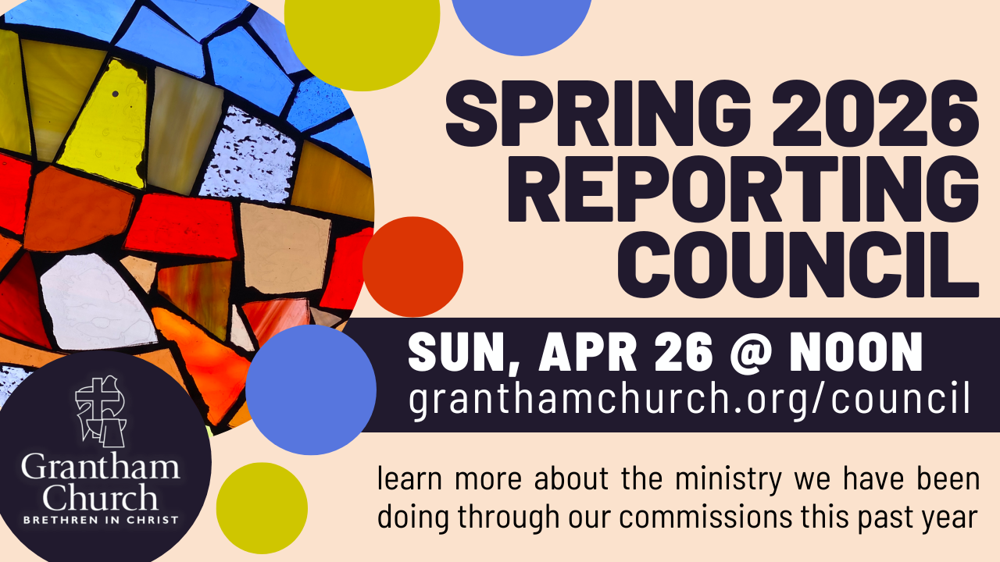 SPRING 2026
REPORTING
COUNCIL
SUN, APR 26 @ NOON
granthamchurch.org/council
learn more about the ministry we have been
doing through our commissions this past year
Grantham
Church
BRETHREN IN CHRIST